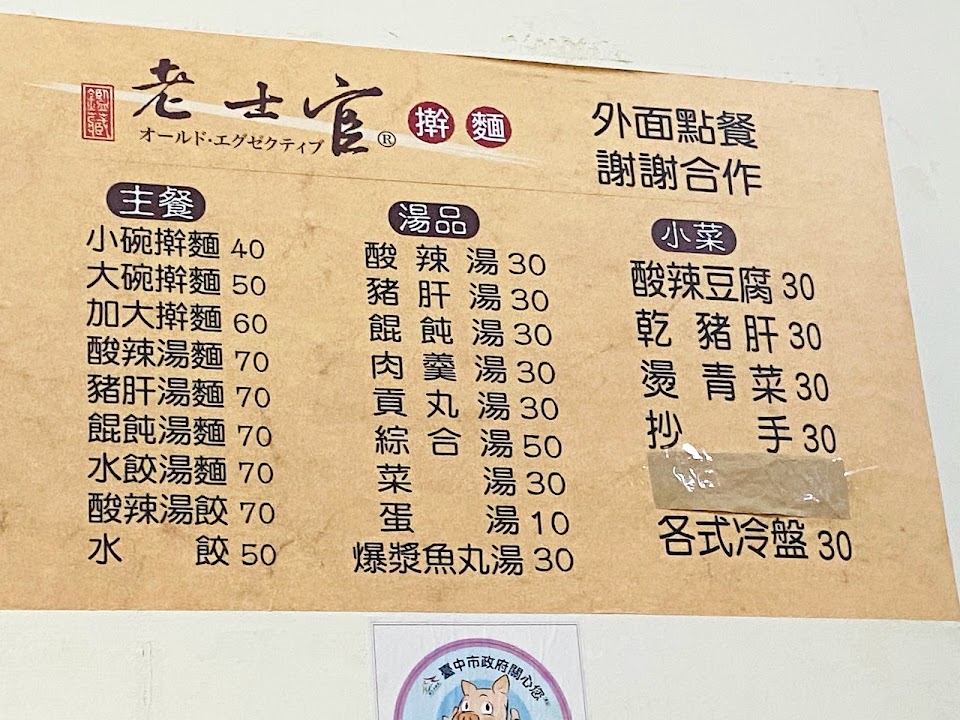 鑑藏
老士官®
擀麵
オールド・エグゼクティブ
外面點餐
謝謝合作
主餐
小碗擀麵 40
大碗擀麵 50
加大擀麵 60
酸辣湯麵 70
豬肝湯麵 70
餛飩湯麵 70
水餃湯麵 70
酸辣湯餃 70
水餃 50
湯品
酸辣湯 30
豬肝湯 30
餛飩湯 30
肉羹湯 30
貢丸湯 30
綜合湯 50
菜湯 30
蛋湯 10
爆漿魚丸湯 30
小菜
酸辣豆腐 30
乾豬肝 30
燙青菜 30
抄手 30
各式冷盤 30
臺中市政府關心您